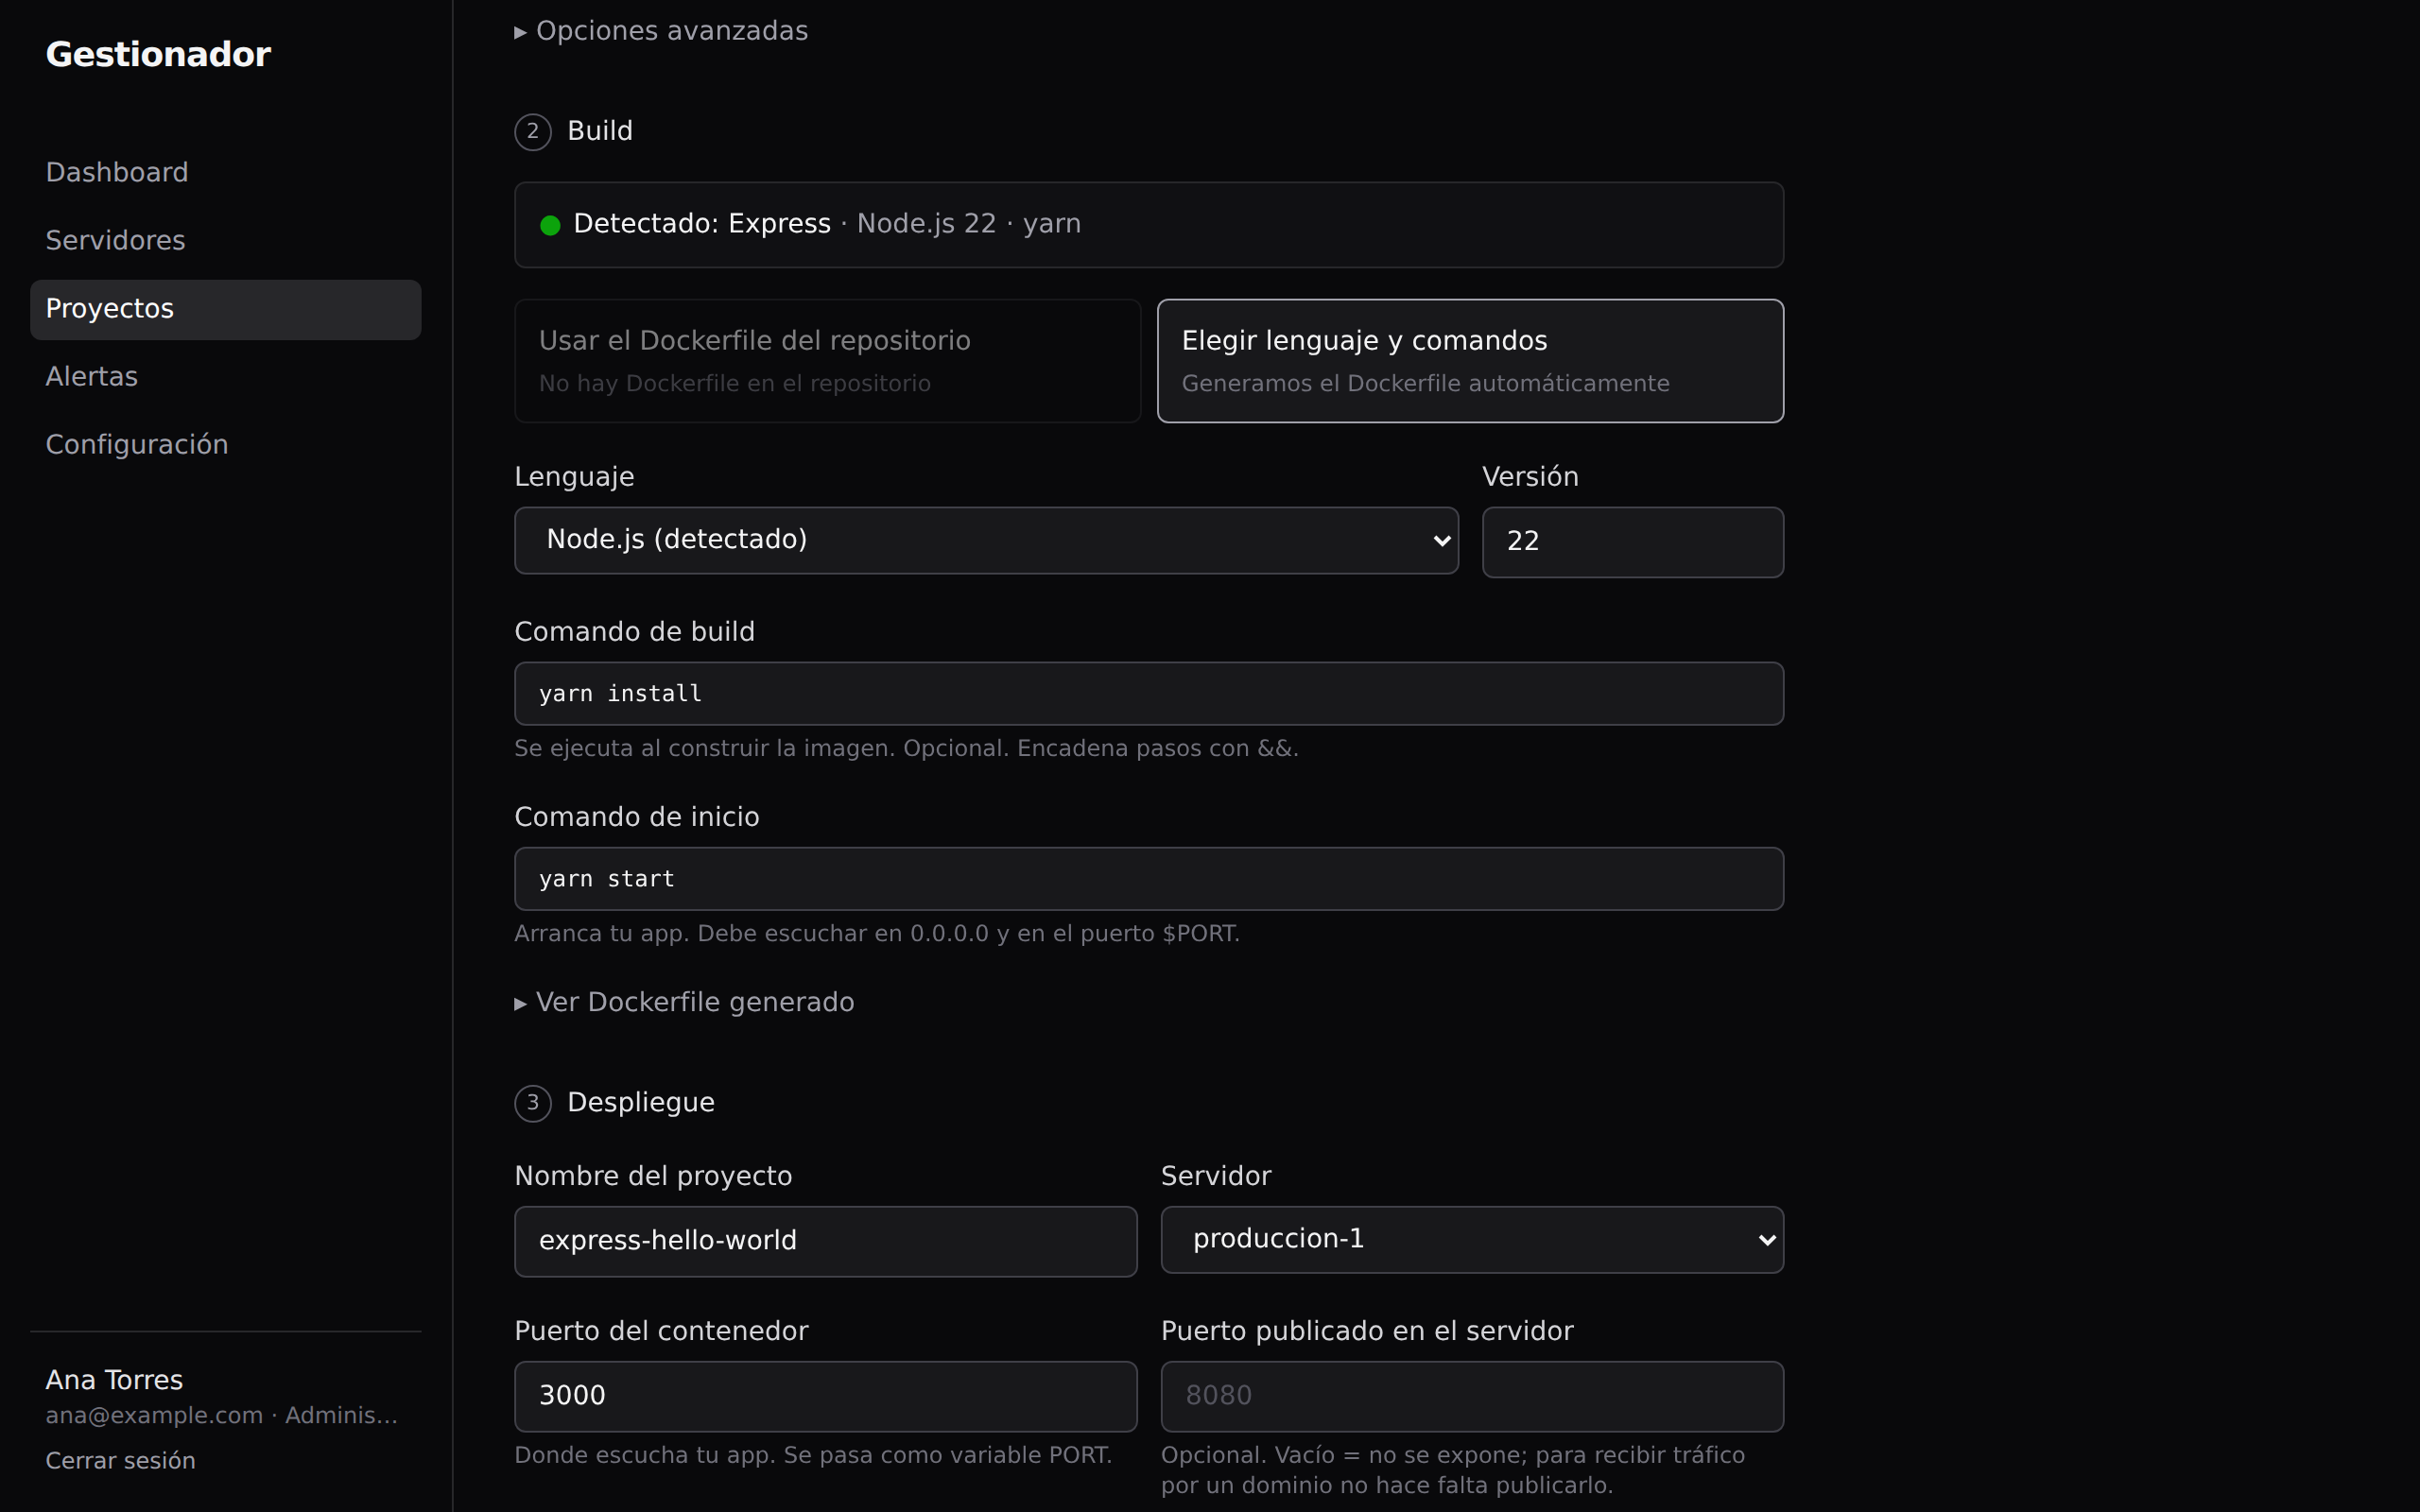 Gestionador
Dashboard
Servidores
Proyectos
Alertas
Configuración
Ana Torres
ana@example.com · Adminis...
Cerrar sesión
▸ Opciones avanzadas
2 Build
Detectado: Express · Node.js 22 · yarn
Usar el Dockerfile del repositorio
No hay Dockerfile en el repositorio
Elegir lenguaje y comandos
Generamos el Dockerfile automáticamente
Lenguaje
Node.js (detectado)
Versión
22
Comando de build
yarn install
Se ejecuta al construir la imagen. Opcional. Encadena pasos con &&.
Comando de inicio
yarn start
Arranca tu app. Debe escuchar en 0.0.0.0 y en el puerto $PORT.
▸ Ver Dockerfile generado
3 Despliegue
Nombre del proyecto
express-hello-world
Servidor
produccion-1
Puerto del contenedor
3000
Donde escucha tu app. Se pasa como variable PORT.
Puerto publicado en el servidor
8080
Opcional. Vacío = no se expone; para recibir tráfico
por un dominio no hace falta publicarlo.